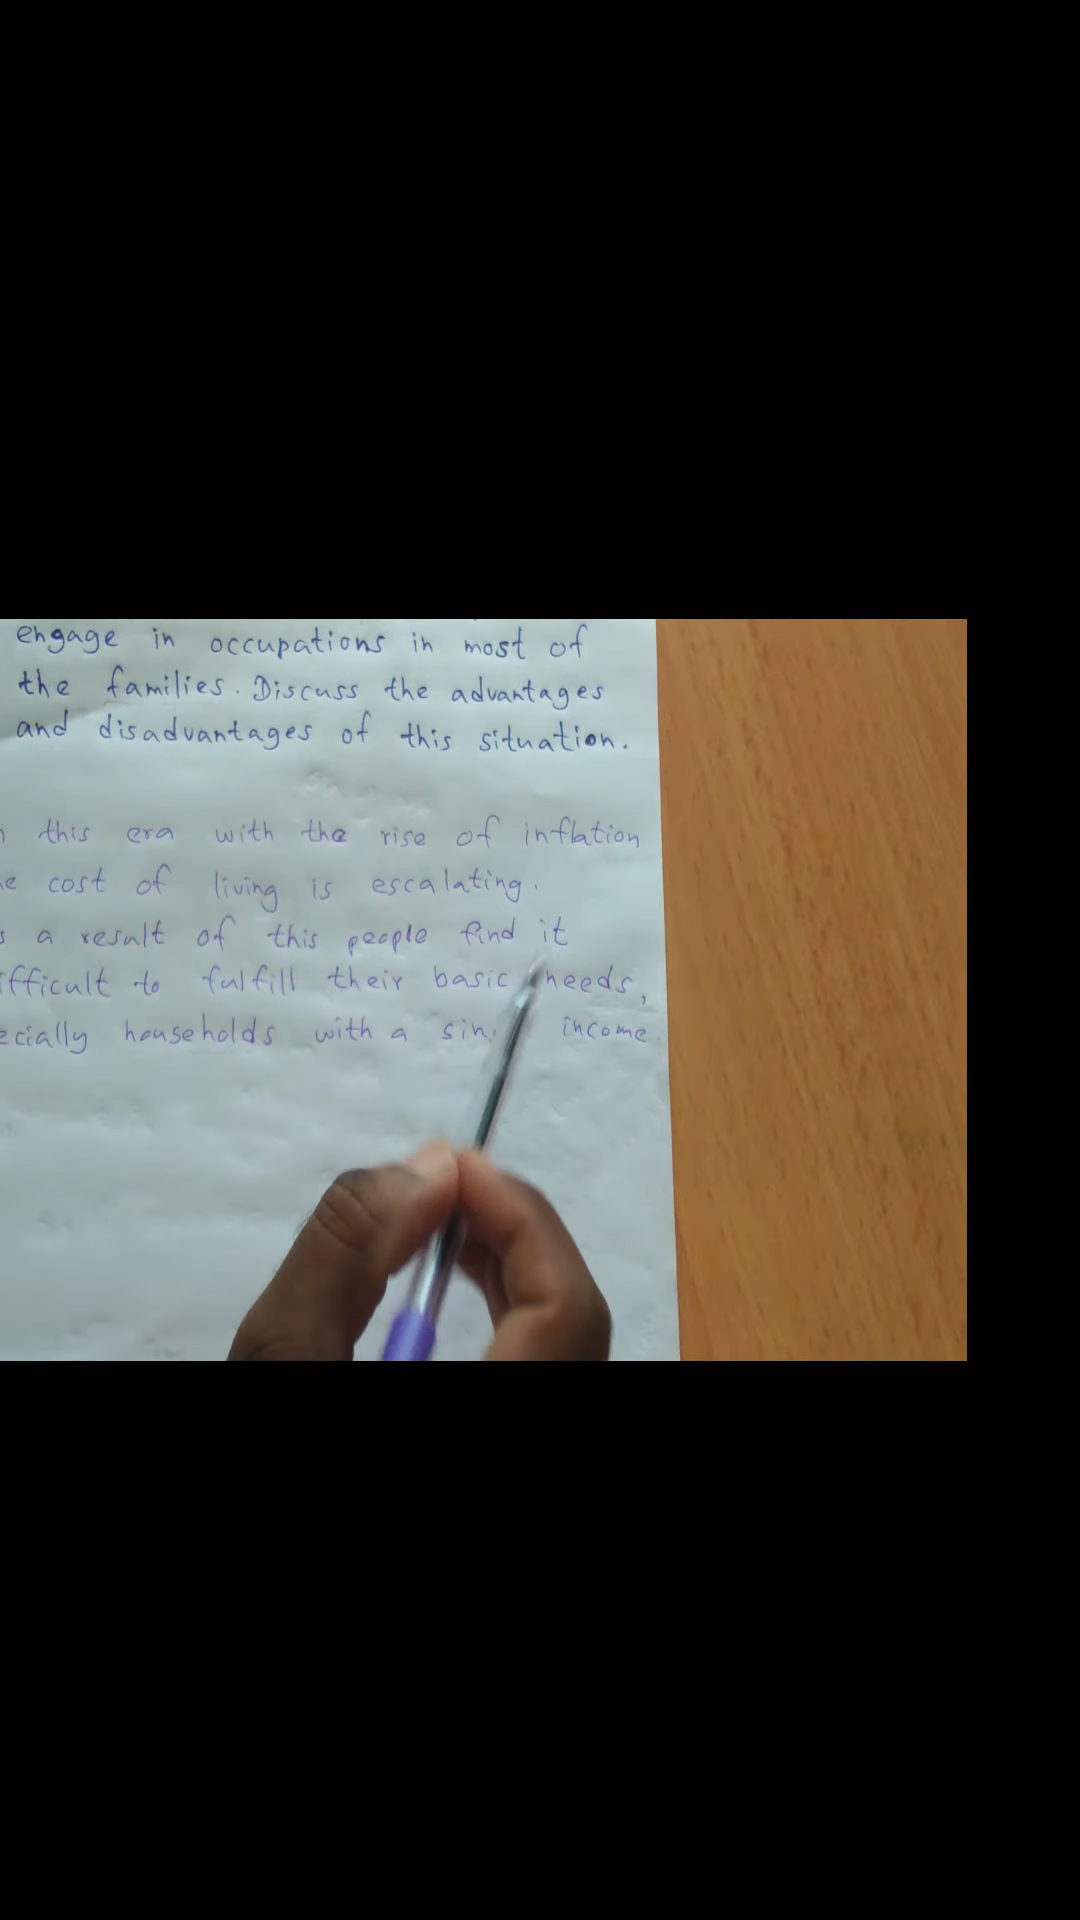 engage in occupations in most of
the families. Discuss the advantages
and disadvantages of this situation.
this era with the rise of inflation
cost of living is escalating.
a result of this people find it
to fulfill their basic needs,
households with a income.